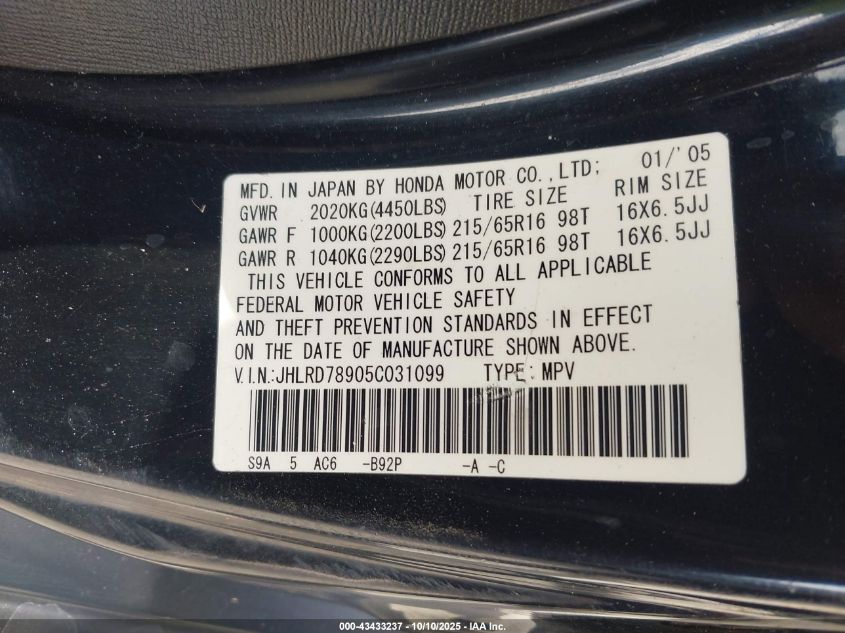 MFD. IN JAPAN BY HONDA MOTOR CO.,LTD; 01/'05
GVWR 2020KG(4450LBS) TIRE SIZE RIM SIZE
GAWR F 1000KG(2200LBS) 215/65R16 98T 16X6.5JJ
GAWR R 1040KG(2290LBS) 215/65R16 98T 16X6.5JJ
THIS VEHICLE CONFORMS TO ALL APPLICABLE
FEDERAL MOTOR VEHICLE SAFETY
AND THEFT PREVENTION STANDARDS IN EFFECT
ON THE DATE OF MANUFACTURE SHOWN ABOVE.
V.I.N.:JHLRD78905C031099 TYPE: MPV
S9A 5 AC6 -B92P -A -C
000-43433237 - 10/10/2025 - IAAI Inc.